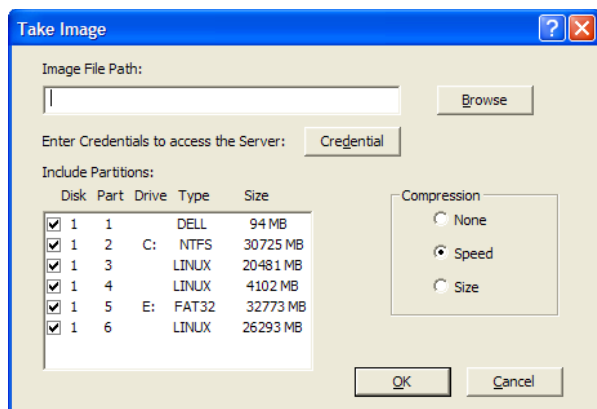 Take Image
Image File Path:
Browse
Enter Credentials to access the Server: Credential
Include Partitions:
Disk Part Drive Type Size
1 1 DELL 94 MB
1 2 C: NTFS 30725 MB
1 3 LINUX 20481 MB
1 4 LINUX 4102 MB
1 5 E: FAT32 32773 MB
1 6 LINUX 26293 MB
Compression
None
Speed
Size
OK Cancel